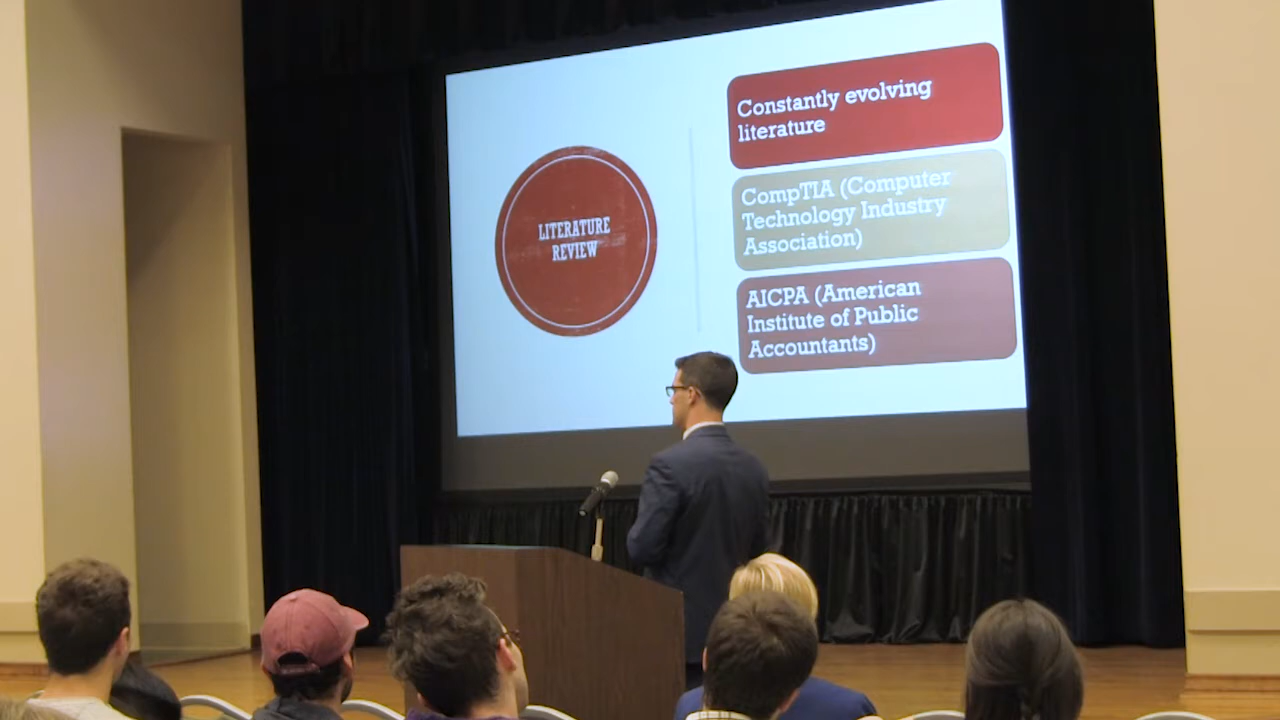 LITERATURE
REVIEW
Constantly evolving
literature
CompTIA (Computer
Technology Industry
Association)
AICPA (American
Institute of Public
Accountants)